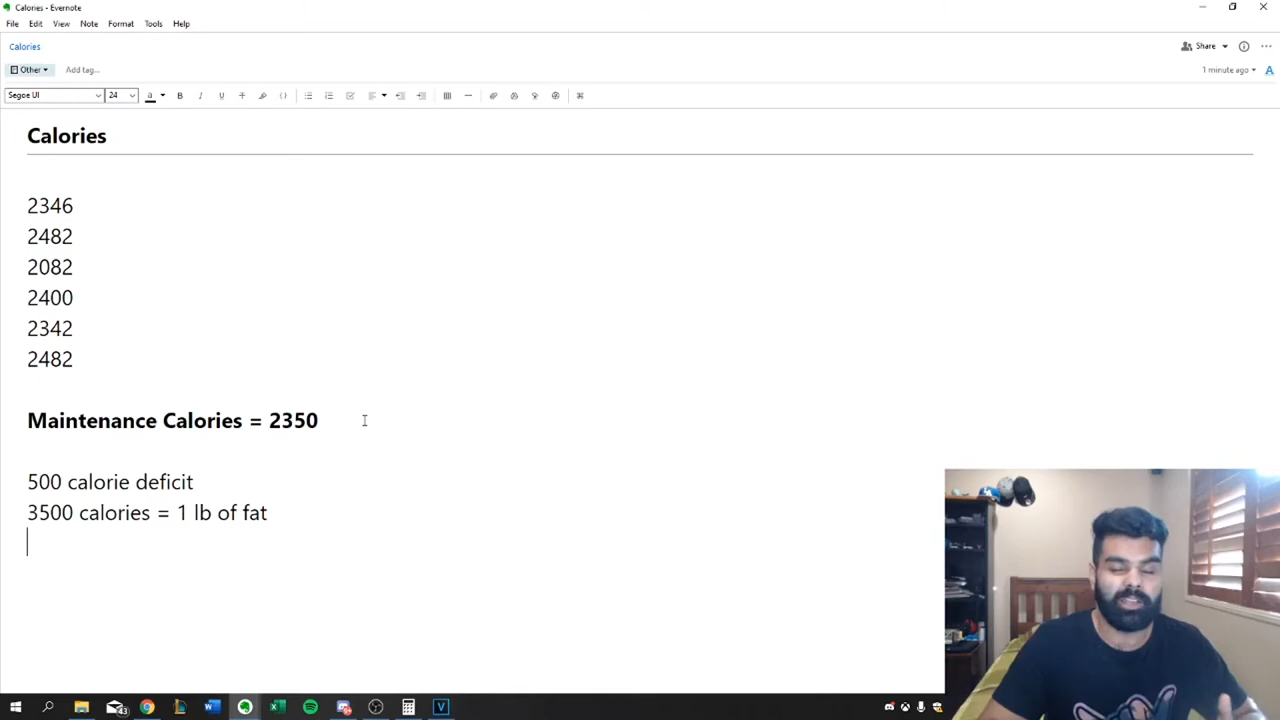 Calories - Evernote
File Edit View Note Format Tools Help
Calories
Share
Other
Add tag...
1 minute ago
Segoe UI 24
Calories
2346
2482
2082
2400
2342
2482
Maintenance Calories = 2350
500 calorie deficit
3500 calories = 1 lb of fat
43